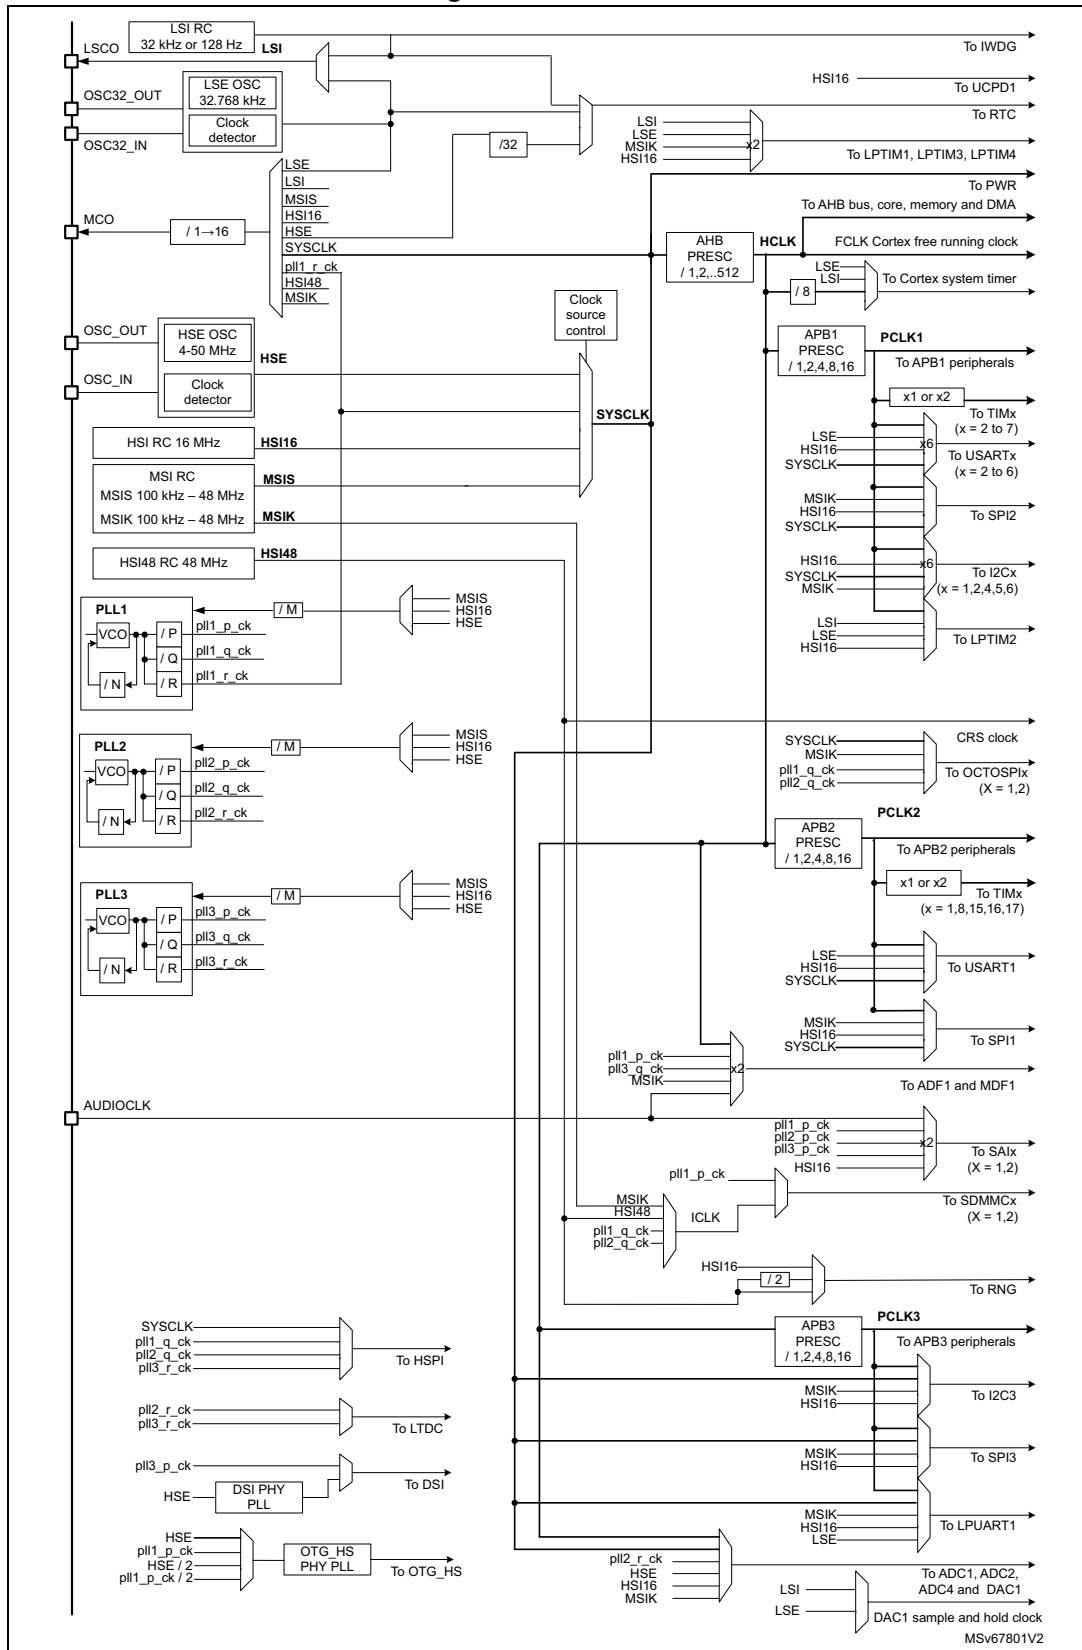 LSI RC
32 kHz or 128 Hz
LSCO
LSI
To IWDG
OSC32_OUT
LSE OSC
32.768 kHz
Clock
detector
OSC32_IN
HSI16
To UCPD1
To RTC
/32
LSI
LSE
MSIK
HSI16
x2
To LPTIM1, LPTIM3, LPTIM4
To PWR
To AHB bus, core, memory and DMA
MCO
/ 1→16
LSE
LSI
MSIS
HSI16
HSE
SYSCLK
pll1_r_ck
HSI48
MSIK
AHB
PRESC
/ 1,2,..512
HCLK
FCLK Cortex free running clock
LSE
LSI
/ 8
To Cortex system timer
Clock
source
control
OSC_OUT
HSE OSC
4-50 MHz
HSE
OSC_IN
Clock
detector
SYSCLK
APB1
PRESC
/ 1,2,4,8,16
PCLK1
To APB1 peripherals
x1 or x2
To TIMx
(x = 2 to 7)
HSI RC 16 MHz
HSI16
LSE
HSI16
SYSCLK
x6
To USARTx
(x = 2 to 6)
MSI RC
MSIS 100 kHz – 48 MHz
MSIK 100 kHz – 48 MHz
MSIS
MSIK
MSIK
HSI16
SYSCLK
To SPI2
HSI48 RC 48 MHz
HSI48
HSI16
SYSCLK
MSIK
x6
To I2Cx
(x = 1,2,4,5,6)
LSI
LSE
HSI16
To LPTIM2
PLL1
/ M
MSIS
HSI16
HSE
VCO
/ P
pll1_p_ck
/ Q
pll1_q_ck
/ N
/ R
pll1_r_ck
CRS clock
PLL2
/ M
MSIS
HSI16
HSE
VCO
/ P
pll2_p_ck
/ Q
pll2_q_ck
/ N
/ R
pll2_r_ck
SYSCLK
MSIK
pll1_q_ck
pll2_q_ck
To OCTOSPIx
(X = 1,2)
APB2
PRESC
/ 1,2,4,8,16
PCLK2
To APB2 peripherals
x1 or x2
To TIMx
(x = 1,8,15,16,17)
PLL3
/ M
MSIS
HSI16
HSE
VCO
/ P
pll3_p_ck
/ Q
pll3_q_ck
/ N
/ R
pll3_r_ck
LSE
HSI16
SYSCLK
To USART1
MSIK
HSI16
SYSCLK
To SPI1
pll1_p_ck
pll3_q_ck
MSIK
x2
To ADF1 and MDF1
AUDIOCLK
pll1_p_ck
pll2_p_ck
pll3_p_ck
HSI16
x2
To SAIx
(X = 1,2)
pll1_p_ck
MSIK
HSI48
pll1_q_ck
pll2_q_ck
ICLK
To SDMMCx
(X = 1,2)
HSI16
/ 2
To RNG
SYSCLK
pll1_q_ck
pll2_q_ck
pll3_r_ck
To HSPI
APB3
PRESC
/ 1,2,4,8,16
PCLK3
To APB3 peripherals
MSIK
HSI16
To I2C3
pll2_r_ck
pll3_r_ck
To LTDC
MSIK
HSI16
To SPI3
pll3_p_ck
HSE
DSI PHY
PLL
To DSI
MSIK
HSI16
LSE
To LPUART1
HSE
pll1_p_ck
HSE / 2
pll1_p_ck / 2
OTG_HS
PHY PLL
To OTG_HS
pll2_r_ck
HSE
HSI16
MSIK
To ADC1, ADC2,
ADC4 and DAC1
LSI
LSE
DAC1 sample and hold clock
MSv67801V2